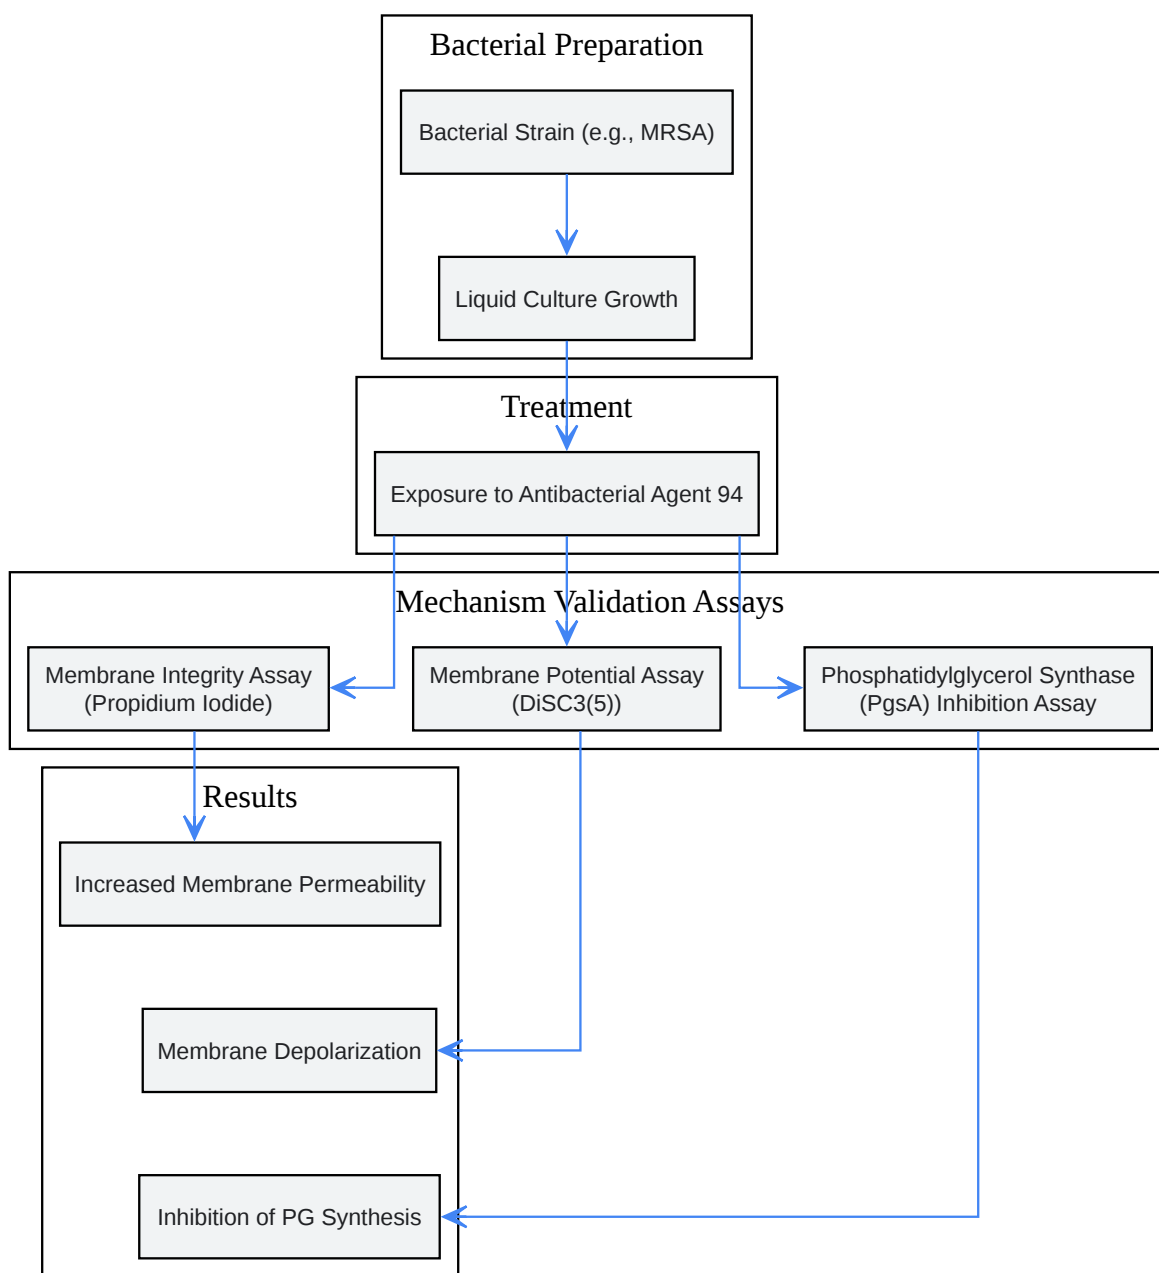 Bacterial Preparation
Bacterial Strain (e.g., MRSA)
Liquid Culture Growth
Treatment
Exposure to Antibacterial Agent 94
Mechanism Validation Assays
Membrane Integrity Assay
(Propidium Iodide)
Membrane Potential Assay
(DiSC3(5))
Phosphatidylglycerol Synthase
(PgsA) Inhibition Assay
Results
Increased Membrane Permeability
Membrane Depolarization
Inhibition of PG Synthesis